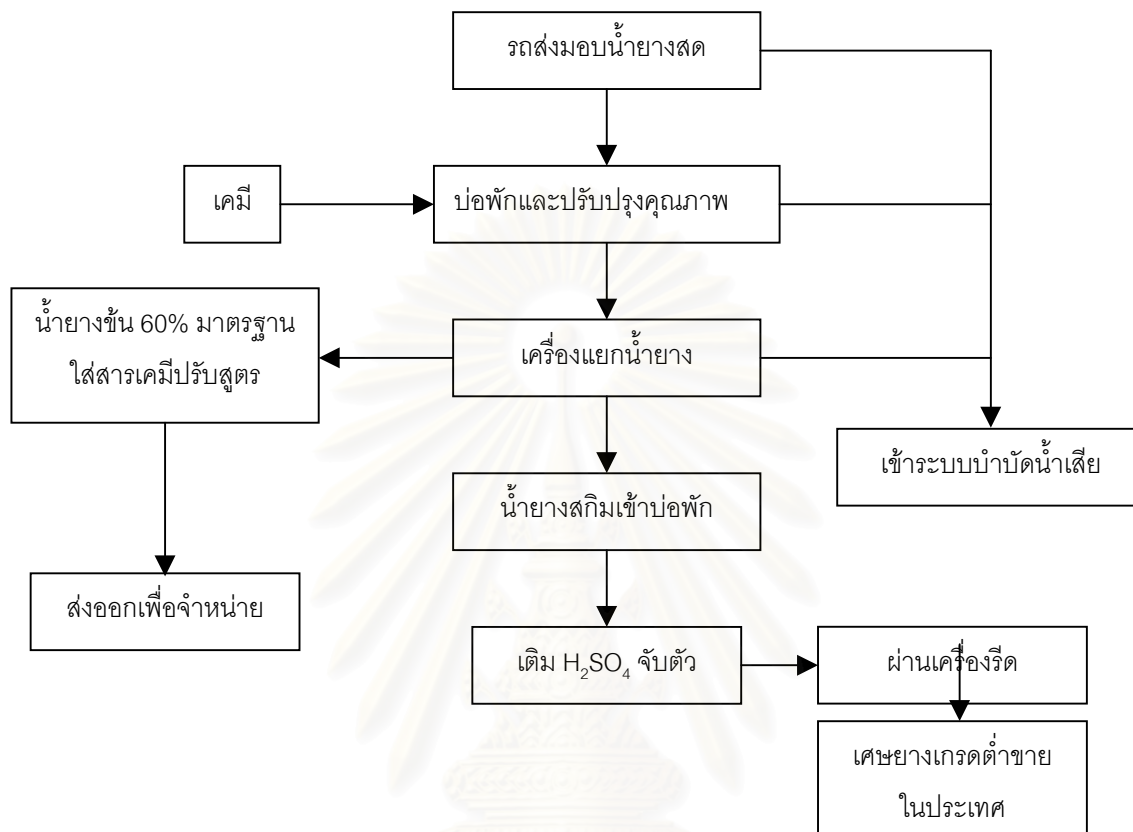 รถส่งมอบน้ำยางสด
เคมี
บ่อพักและปรับปรุงคุณภาพ
น้ำยางข้น 60% มาตรฐาน
ใส่สารเคมีปรับสูตร
เครื่องแยกน้ำยาง
เข้าระบบบำบัดน้ำเสีย
น้ำยางสกิมเข้าบ่อพัก
ส่งออกเพื่อจำหน่าย
เติม H₂SO₄ จับตัว
ผ่านเครื่องรีด
เศษยางเกรดต่ำขาย
ในประเทศ